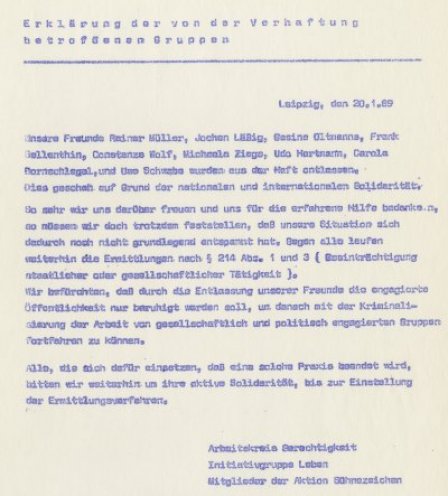 Erklärung der von der Verhaftung
betroffenen Gruppen
Leipzig, den 20.1.89
Unsere Freunde Rainer Müller, Jochen Läßig, Gesine Oltmanns, Frank
Sellenthin, Constanze Wolf, Michaela Ziegs, Udo Hartmann, Carola
Bornschlegel,und Uwe Schwabe wurden aus der Haft entlassen.
Dies geschah auf Grund der nationalen und internationalen Solidarität.
So sehr wir uns darüber freuen und uns für die erfahrene Hilfe bedanken,
so müssen wir doch trotzdem feststellen, daß unsere Situation sich
dadurch noch nicht grundlegend entspannt hat. Gegen alle laufen
weiterhin die Ermittlungen nach § 214 Abs. 1 und 3 ( Beeinträchtigung
staatlicher oder gesellschaftlicher Tätigkeit ).
Wir befürchten, daß durch die Entlassung unserer Freunde die engagierte
Öffentlichkeit nur beruhigt werden soll, um danach mit der Kriminali-
sierung der Arbeit von gesellschaftlich und politisch engagierten Gruppen
fortfahren zu können.
Alle, die sich dafür einsetzen, daß eine solche Praxis beendet wird,
bitten wir weiterhin um ihre aktive Solidarität, bis zur Einstellung
der Ermittlungsverfahren.
Arbeitskreis Gerechtigkeit
Initiativgruppe Leben
Mitglieder der Aktion Sühnezeichen